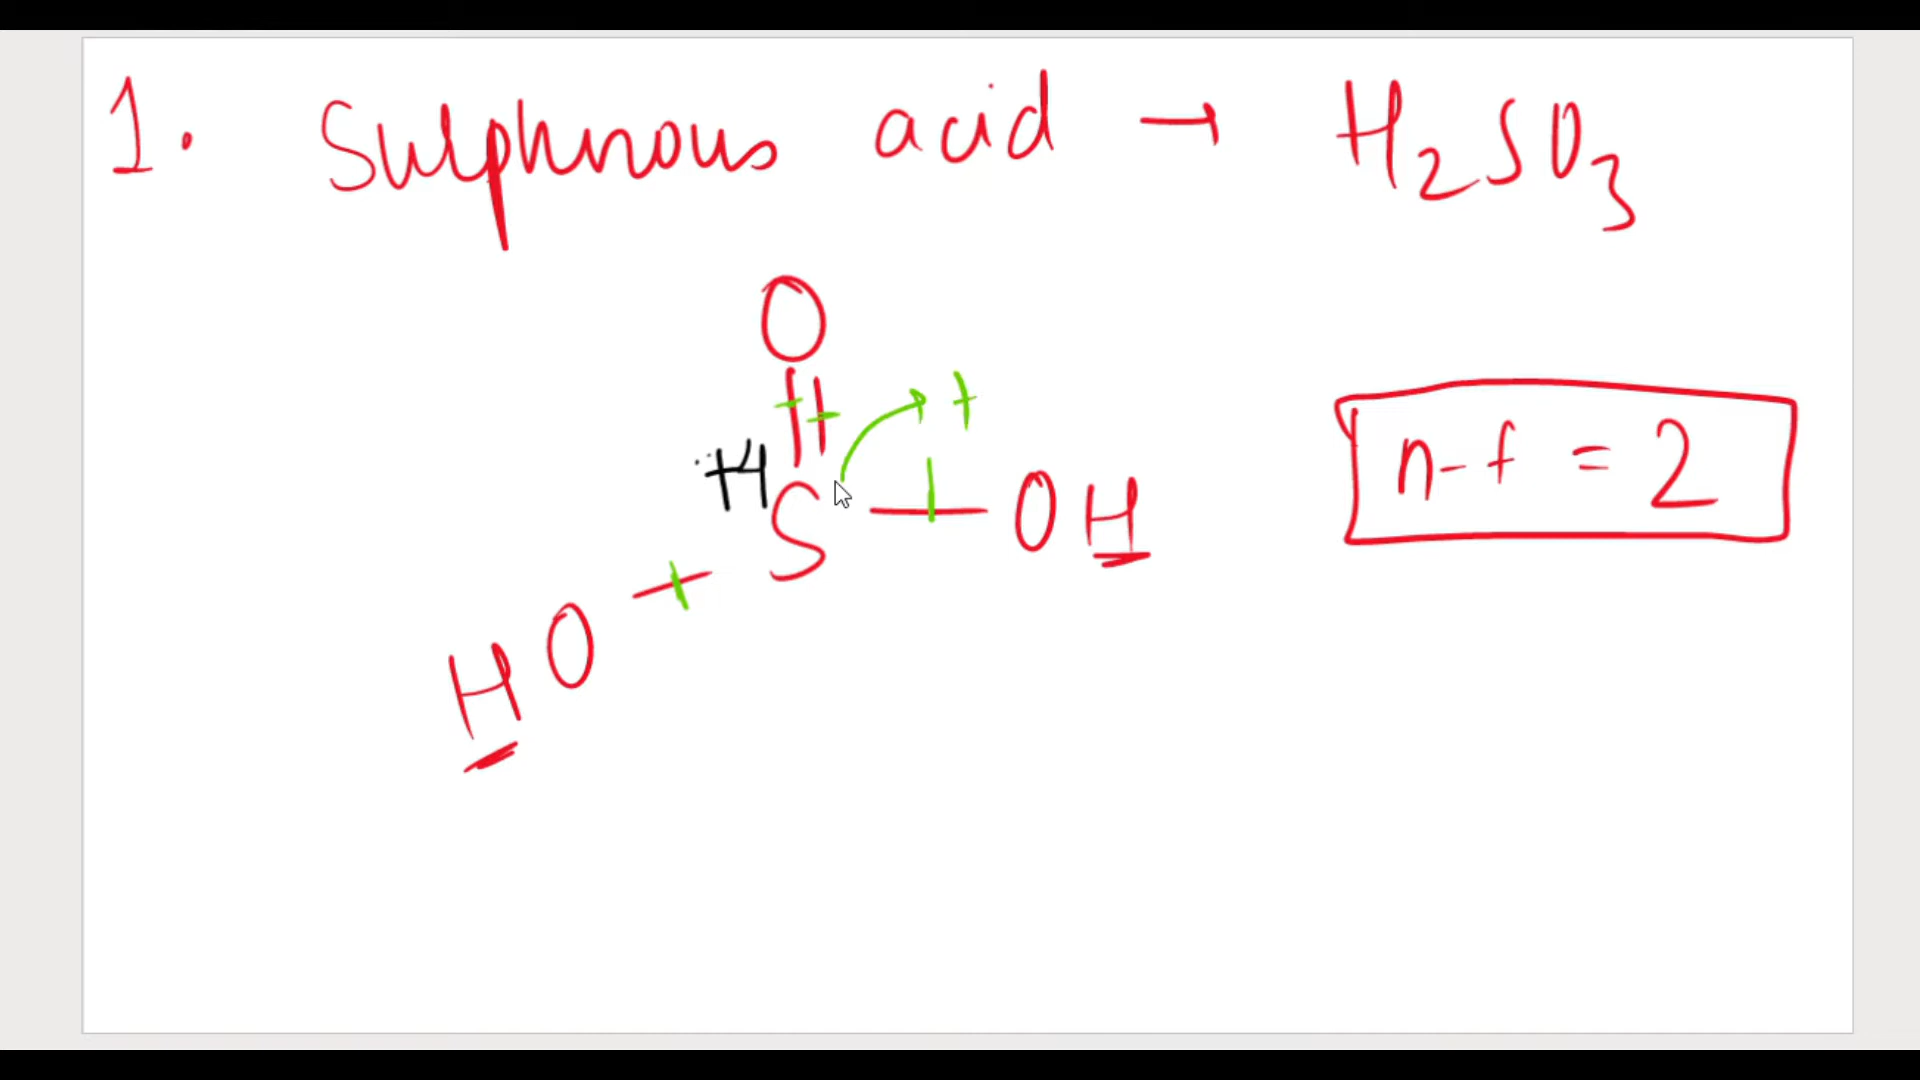 1. Sulphurous acid → H₂SO₃
O
+
+4
S OH
n-f = 2
HO